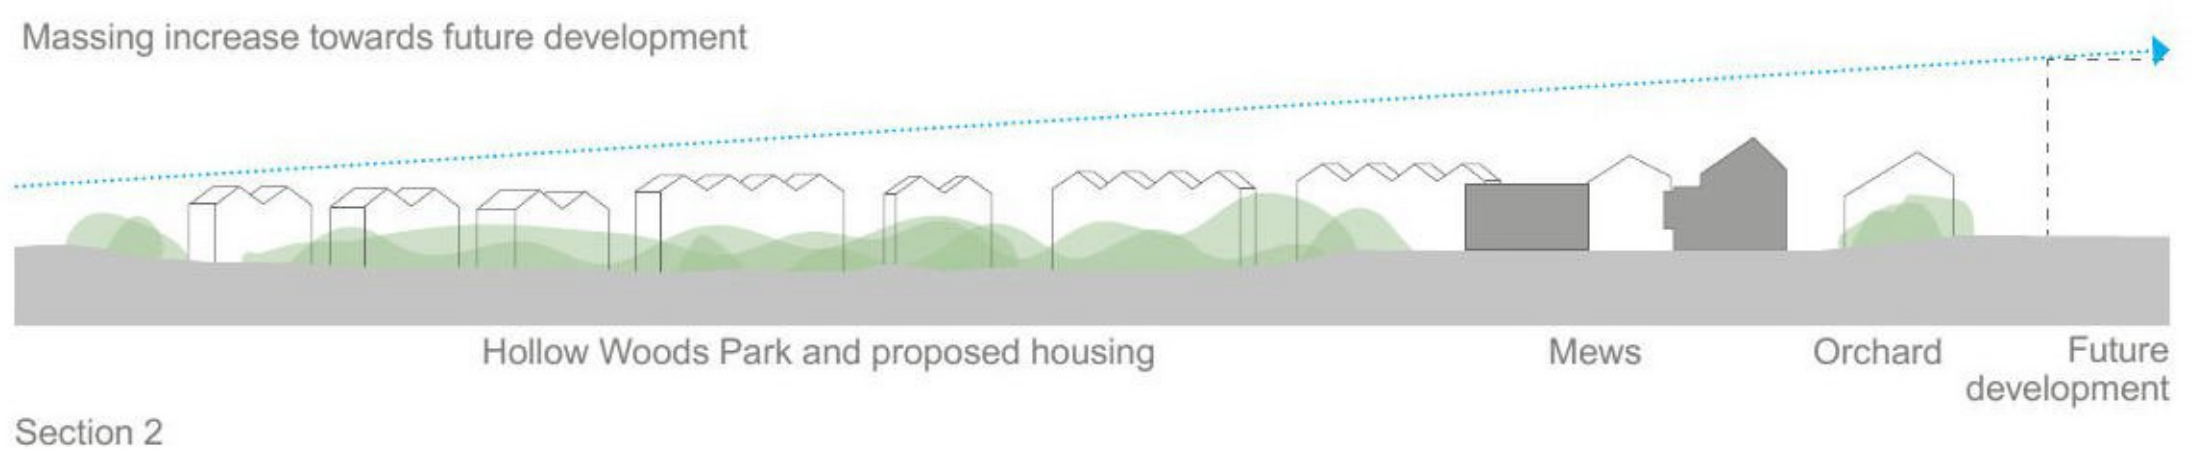 Massing increase towards future development
Hollow Woods Park and proposed housing
Mews
Orchard
Future
development
Section 2